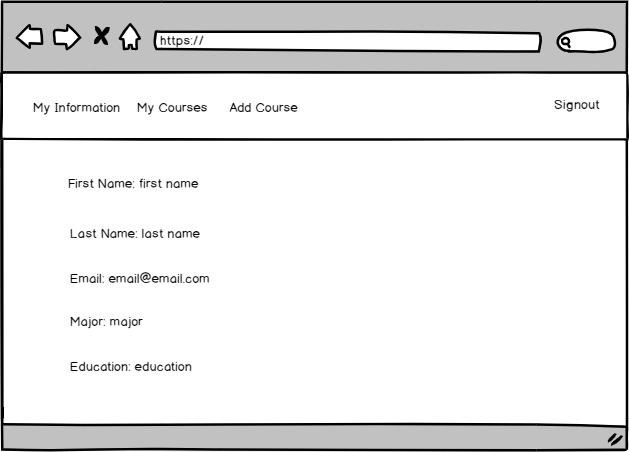 https://
My Information My Courses Add Course Signout
First Name: first name
Last Name: last name
Email: email@email.com
Major: major
Education: education